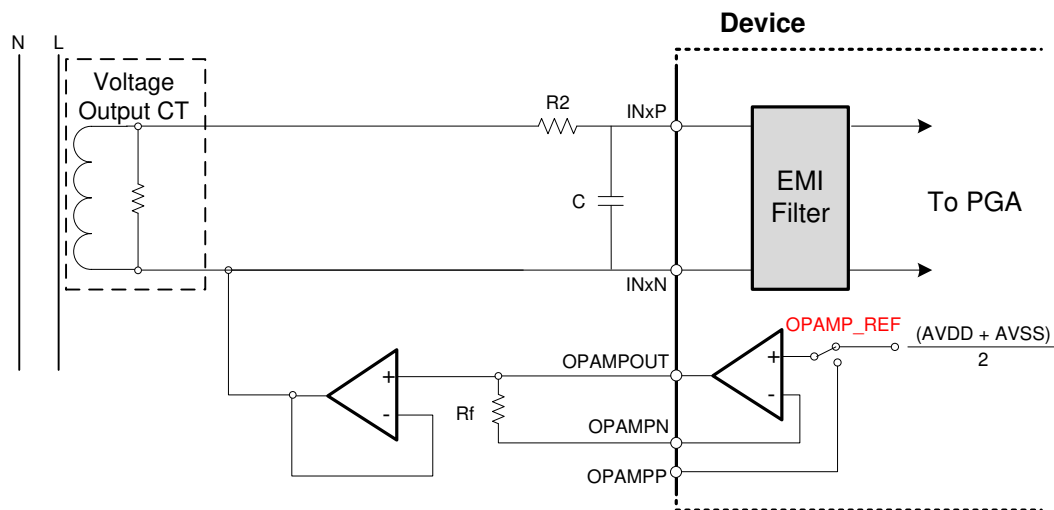 Device
N
L
Voltage
Output CT
R2
INxP
C
EMI
Filter
To PGA
INxN
OPAMP_REF
(AVDD + AVSS)
2
OPAMPOUT
+
-
+
-
Rf
OPAMPN
OPAMPP